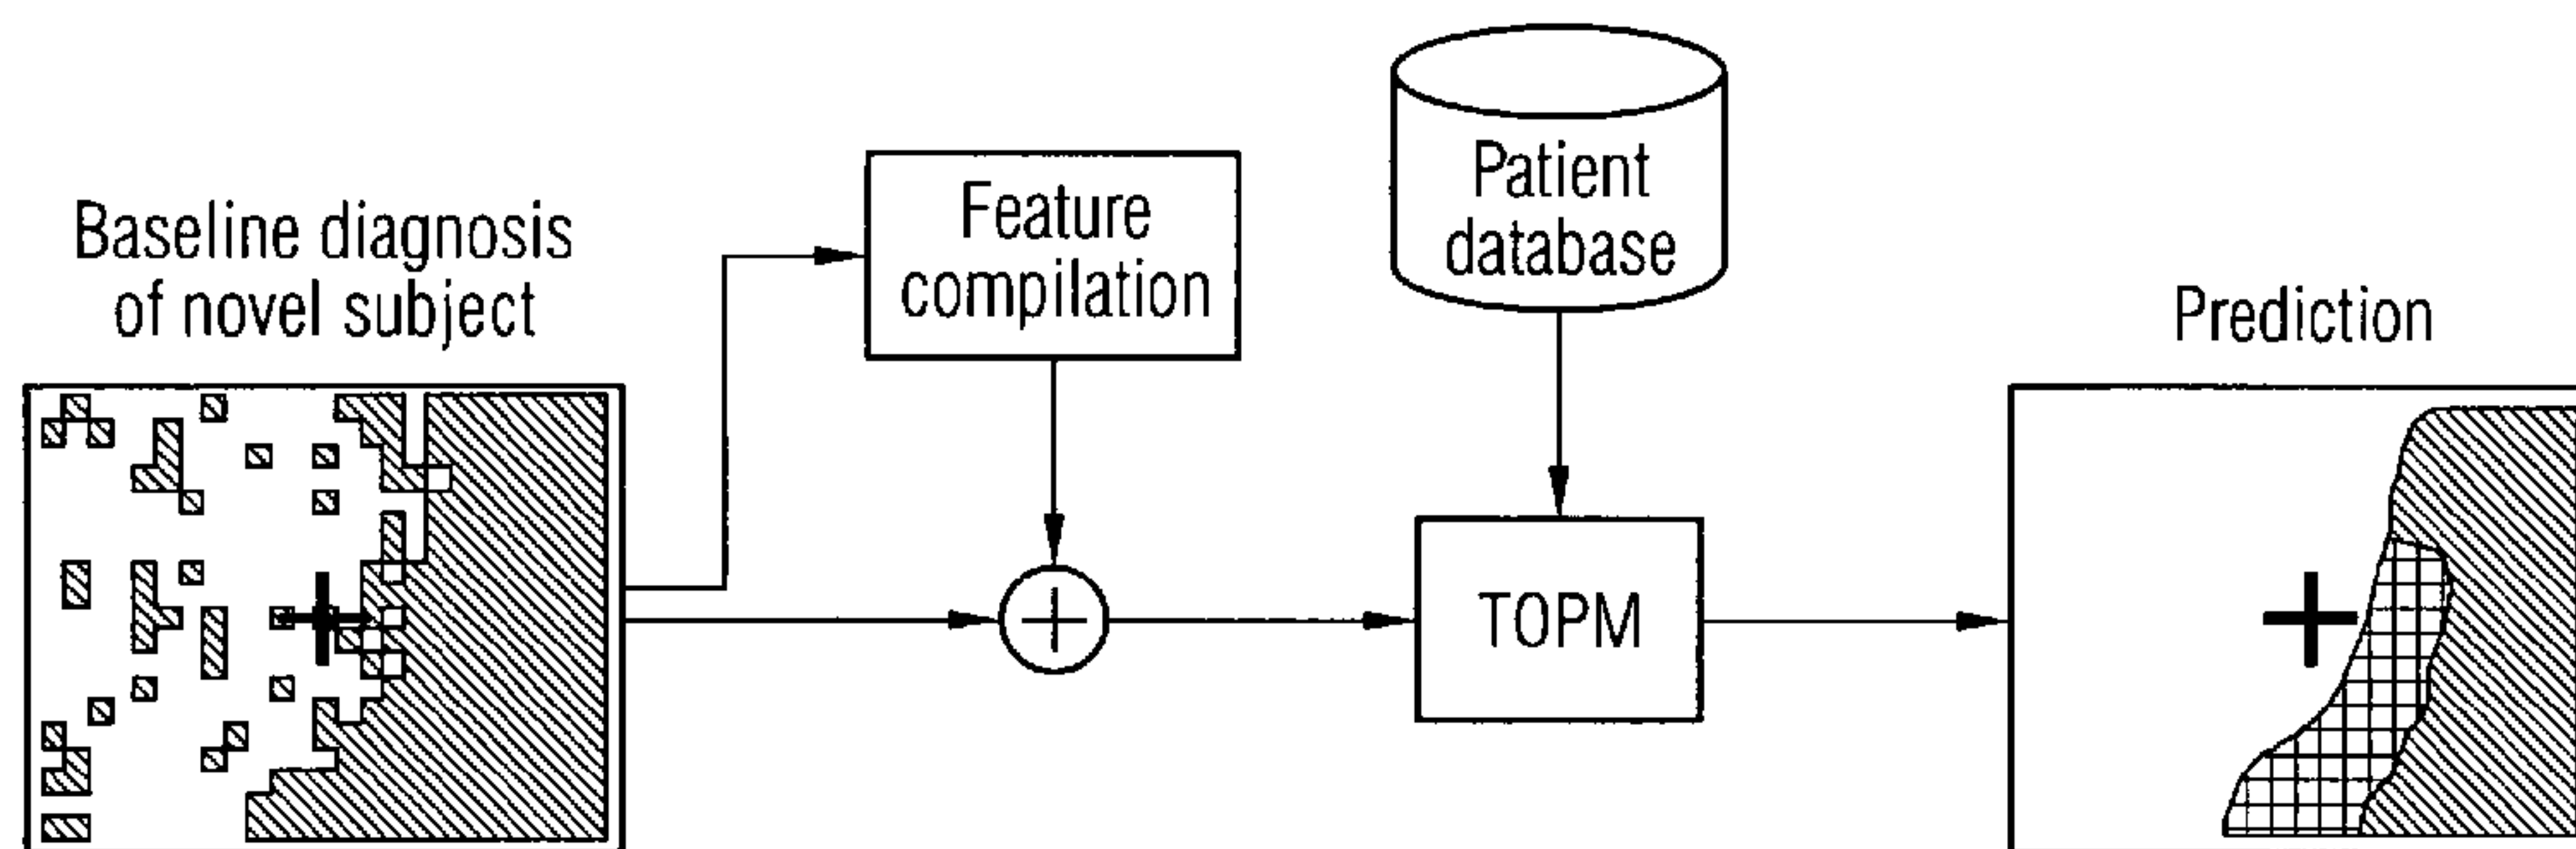 Baseline diagnosis
of novel subject
Feature
compilation
Patient
database
TOPM
Prediction